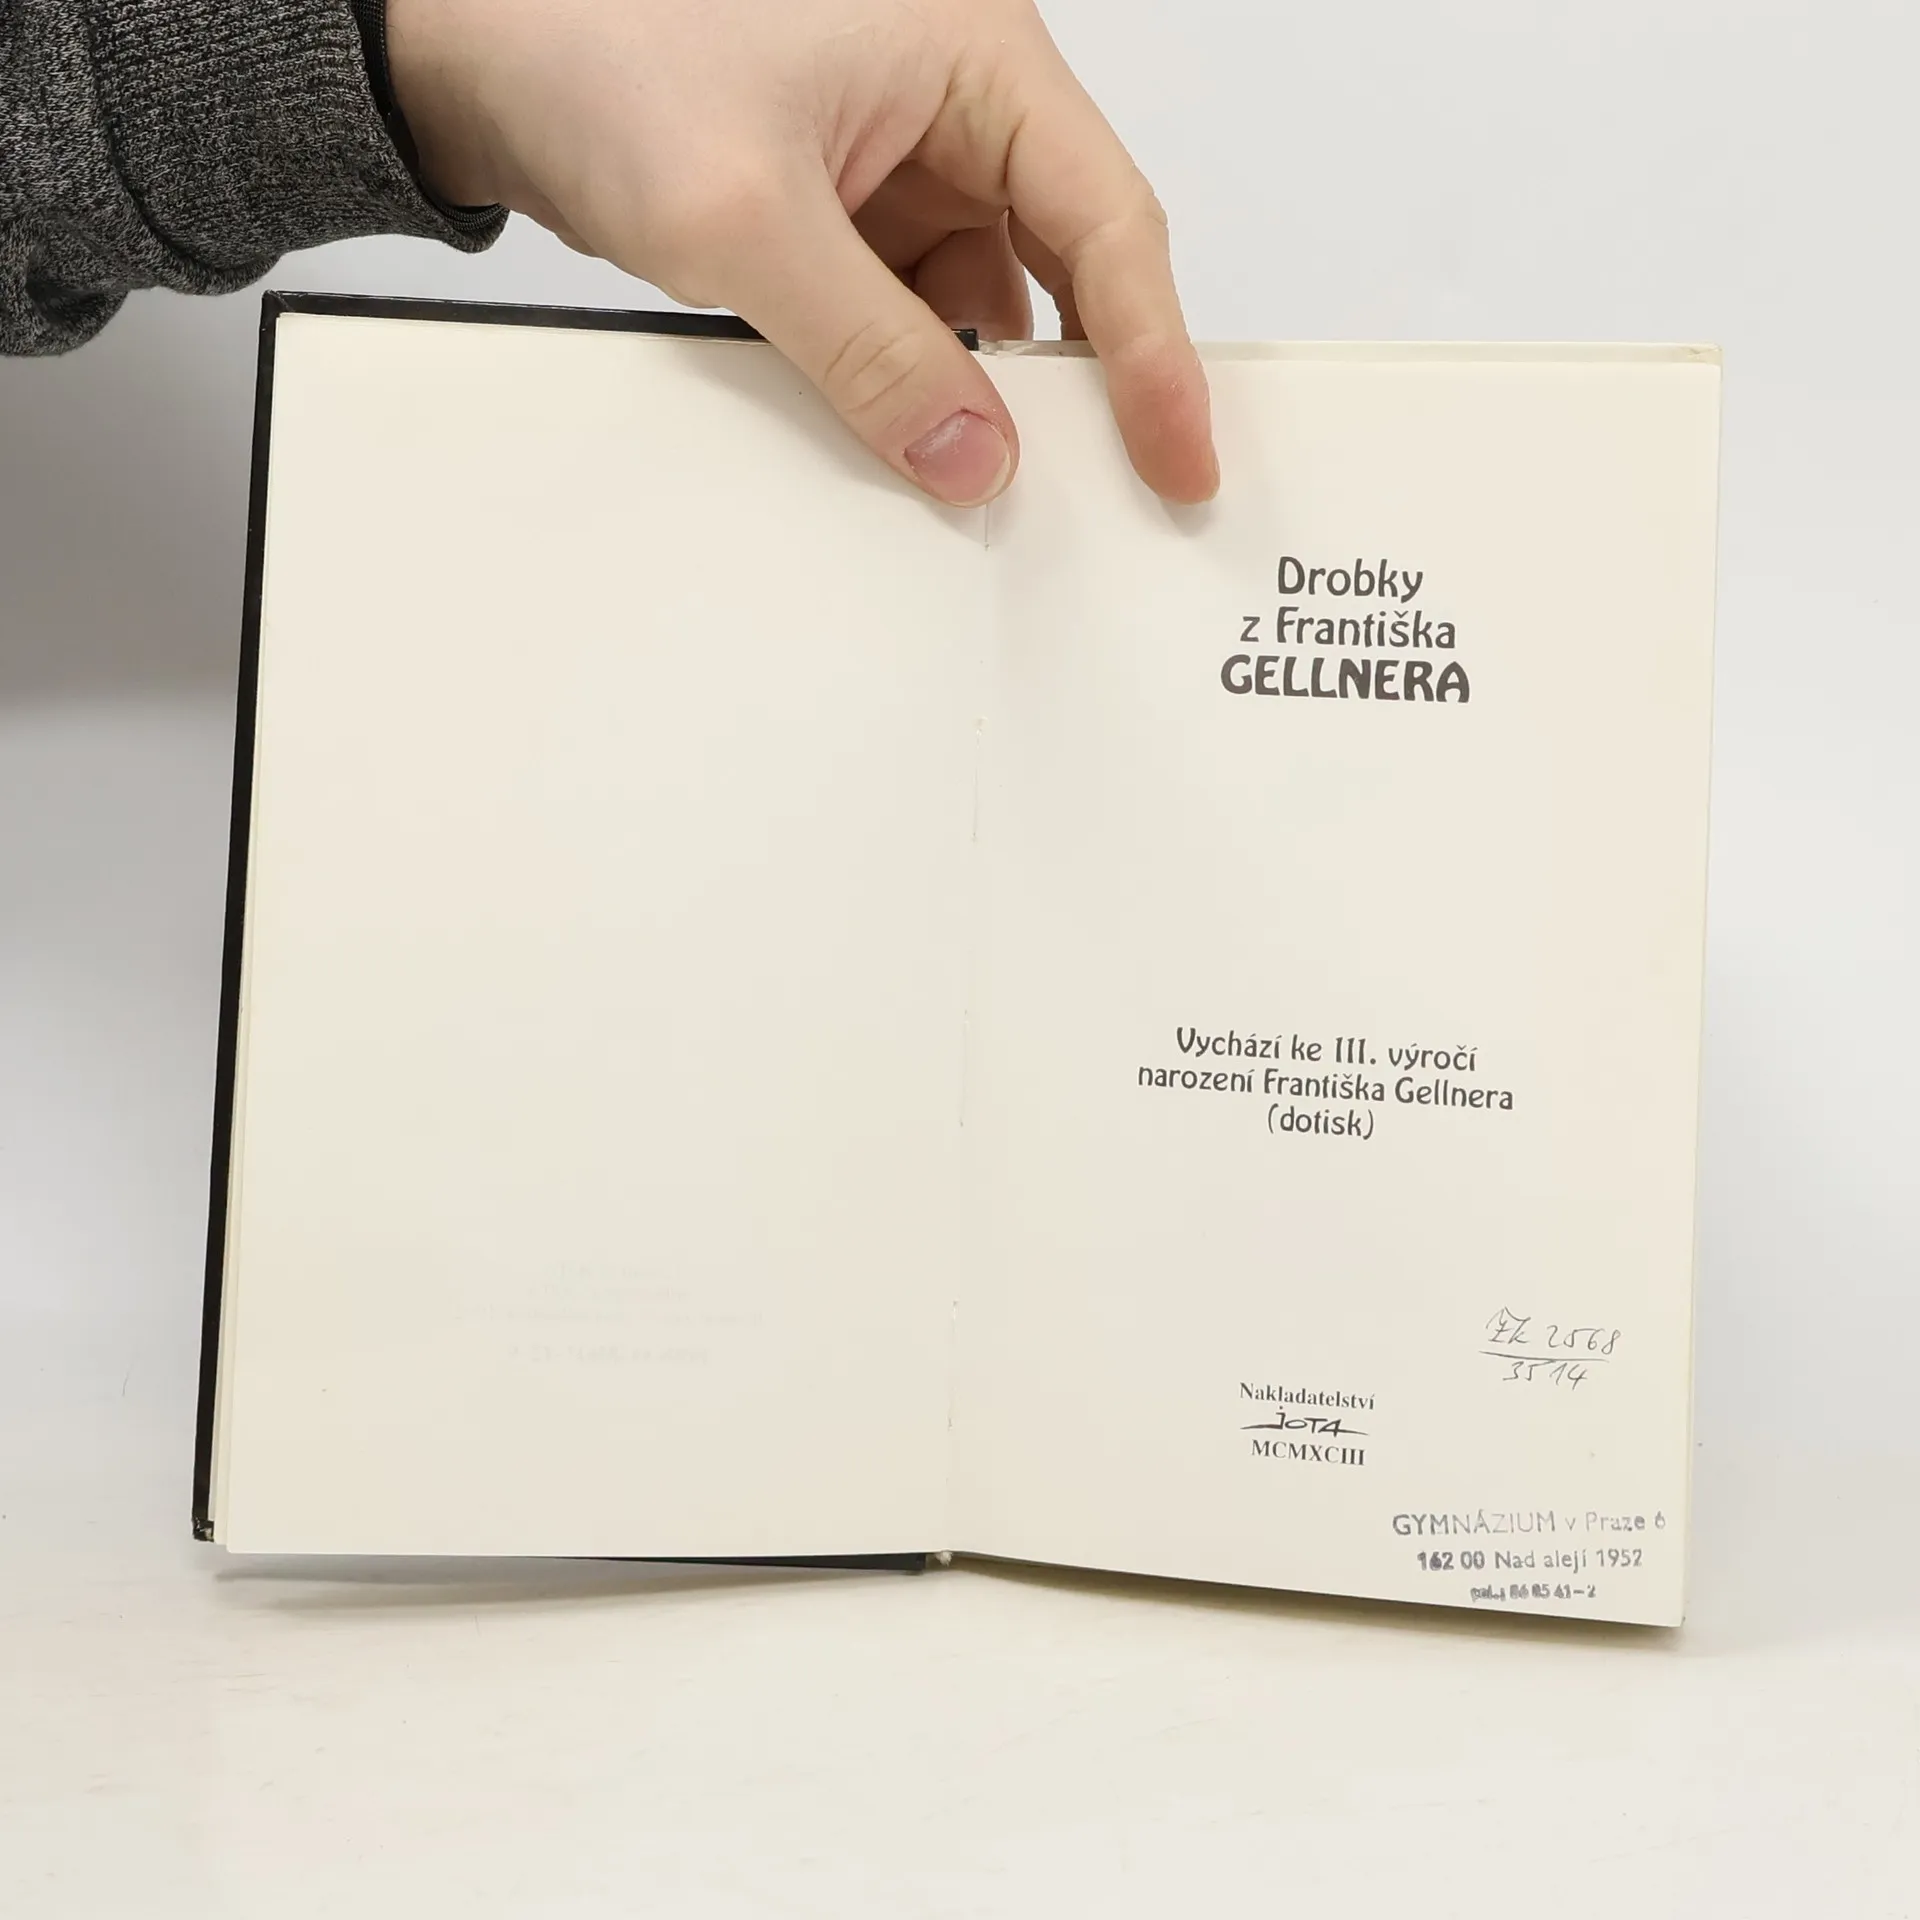 Drobky
z Františka
GELLNERA
Vychází ke III. výročí
narození Františka Gellnera
(dotisk)
2568
3514
Nakladatelství
JOTA
MCMXCIII
GYMNÁZIUM v Praze 6
162 00 Nad alejí 1952